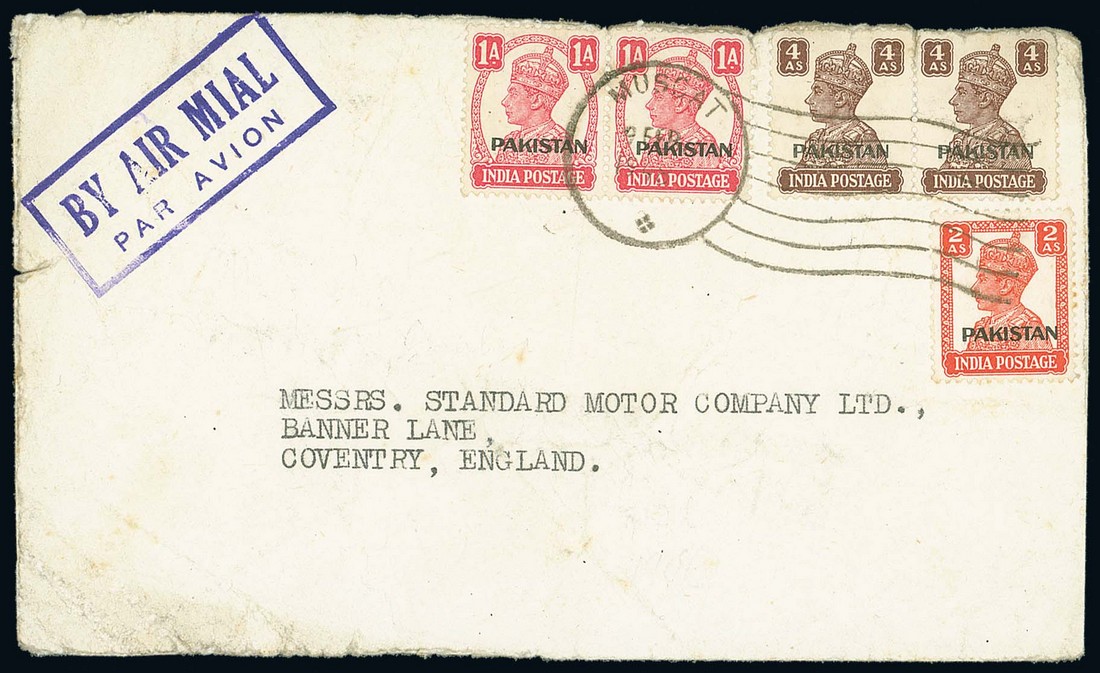 BY AIR MIAL
PAR AVION
1A 1A
PAKISTAN
INDIA POSTAGE
1A 1A
PAKISTAN
INDIA POSTAGE
MUSCAT
4 AS 4 AS
PAKISTAN
INDIA POSTAGE
4 AS 4 AS
PAKISTAN
INDIA POSTAGE
2 AS 2 AS
PAKISTAN
INDIA POSTAGE
MESSRS. STANDARD MOTOR COMPANY LTD.,
BANNER LANE,
COVENTRY, ENGLAND.